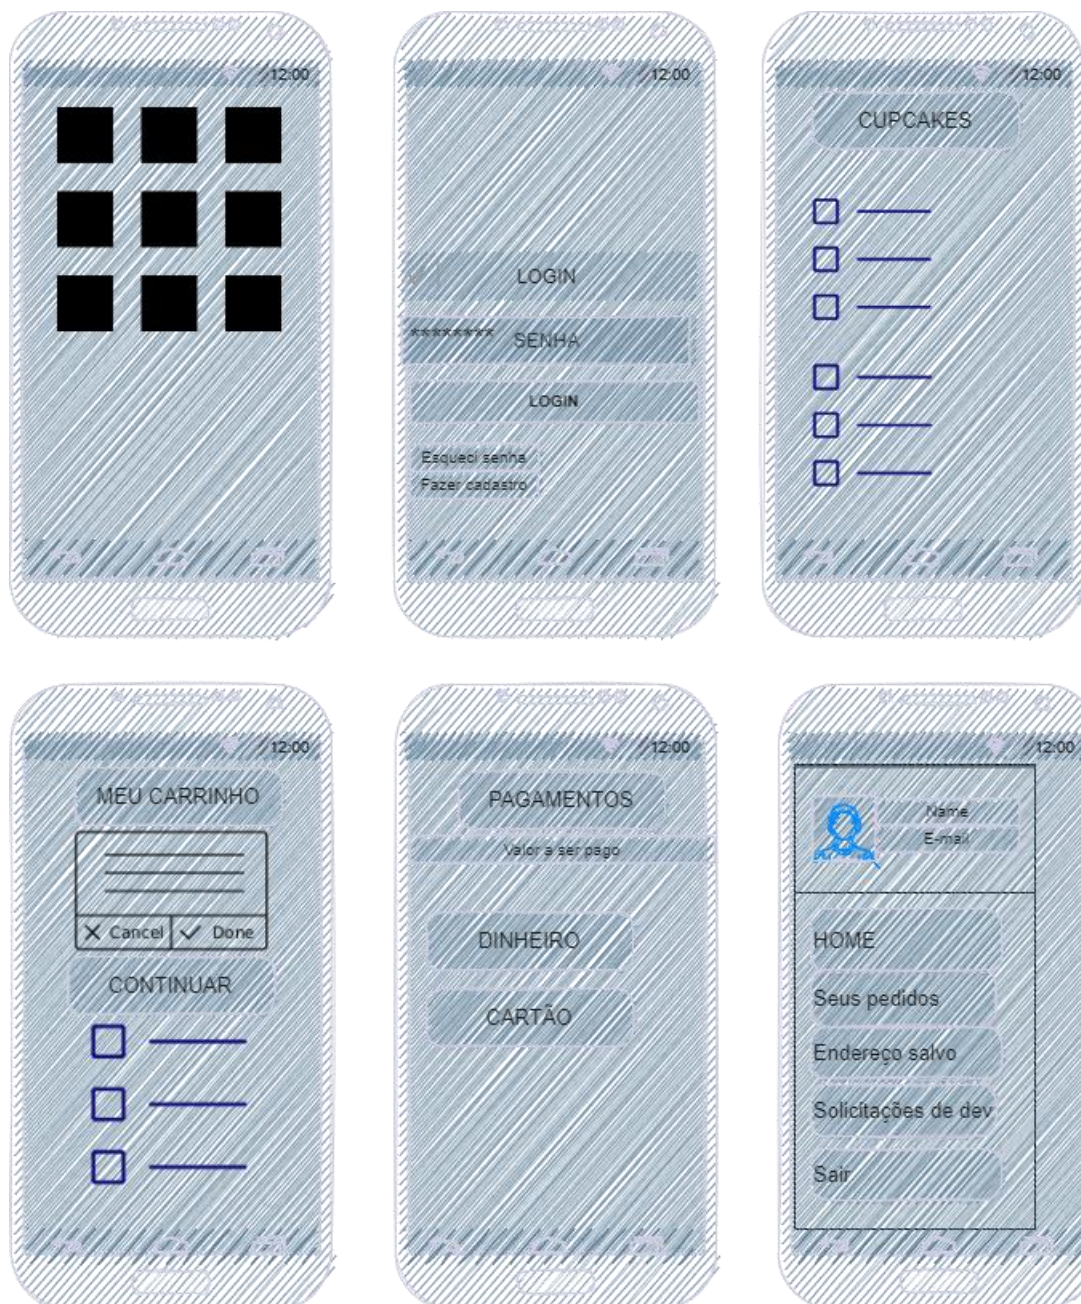 12:00
12:00
LOGIN
******** SENHA
LOGIN
Esqueci senha
Fazer cadastro
12:00
CUPCAKES
12:00
MEU CARRINHO
Cancel Done
CONTINUAR
12:00
PAGAMENTOS
Valor a ser pago
DINHEIRO
CARTÃO
12:00
Name
E-mail
HOME
Seus pedidos
Endereço salvo
Solicitações de dev
Sair